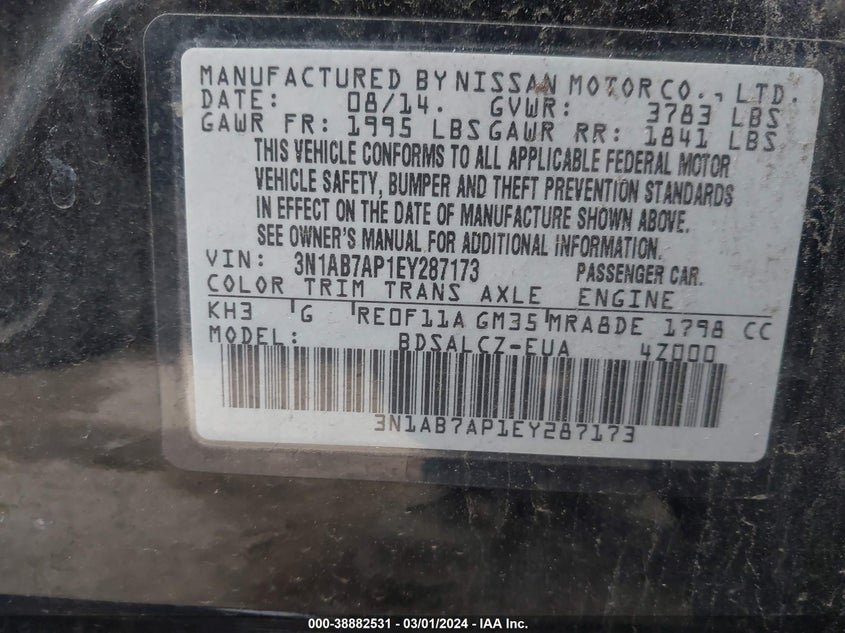 MANUFACTURED BY NISSAN MOTOR CO., LTD.
DATE: 08/14. GVWR: 3783 LBS
GAWR FR: 1995 LBS GAWR RR: 1841 LBS
THIS VEHICLE CONFORMS TO ALL APPLICABLE FEDERAL MOTOR
VEHICLE SAFETY, BUMPER AND THEFT PREVENTION STANDARDS
IN EFFECT ON THE DATE OF MANUFACTURE SHOWN ABOVE.
SEE OWNER'S MANUAL FOR ADDITIONAL INFORMATION.
VIN: 3N1AB7AP1EY287173 PASSENGER CAR.
COLOR TRIM TRANS AXLE ENGINE
KH3 G RE0F11A GM35 MRA8DE 1798 CC
MODEL: BDSALCZ-EUA 4Z000
3N1AB7AP1EY287173
000-38882531 - 03/01/2024 - IAA Inc.